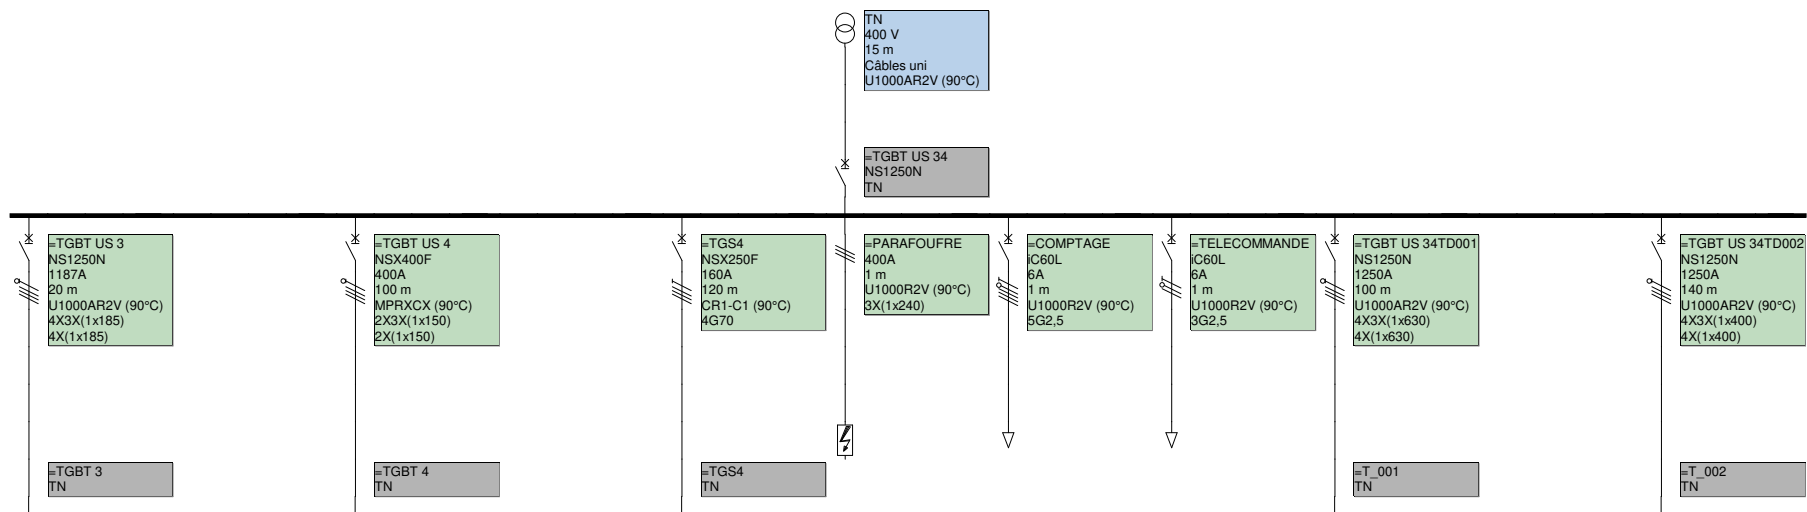 TN
400 V
15 m
Câbles uni
U1000AR2V (90°C)
=TGBT US 34
NS1250N
TN
=TGBT US 3
NS1250N
1187A
20 m
U1000AR2V (90°C)
4X3X(1x185)
4X(1x185)
=TGBT US 4
NSX400F
400A
100 m
MPRXCX (90°C)
2X3X(1x150)
2X(1x150)
=TGS4
NSX250F
160A
120 m
CR1-C1 (90°C)
4G70
=PARAFOUFRE
400A
1 m
U1000R2V (90°C)
3X(1x240)
=COMPTAGE
iC60L
6A
1 m
U1000R2V (90°C)
5G2,5
=TELECOMMANDE
iC60L
6A
1 m
U1000R2V (90°C)
3G2,5
=TGBT US 34TD001
NS1250N
1250A
100 m
U1000AR2V (90°C)
4X3X(1x630)
4X(1x630)
=TGBT US 34TD002
NS1250N
1250A
140 m
U1000AR2V (90°C)
4X3X(1x400)
4X(1x400)
=TGBT 3
TN
=TGBT 4
TN
=TGS4
TN
=T_001
TN
=T_002
TN